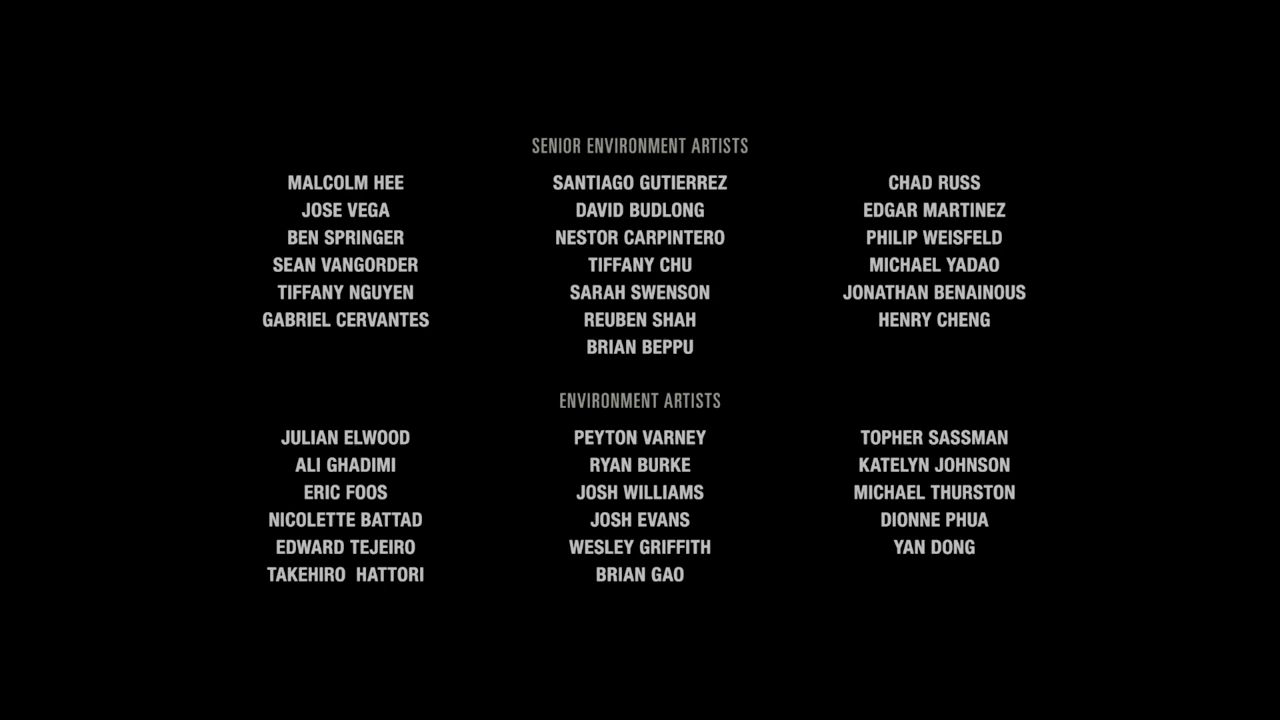 SENIOR ENVIRONMENT ARTISTS
MALCOLM HEE SANTIAGO GUTIERREZ CHAD RUSS
JOSE VEGA DAVID BUDLONG EDGAR MARTINEZ
BEN SPRINGER NESTOR CARPINTERO PHILIP WEISFELD
SEAN VANGORDER TIFFANY CHU MICHAEL YADAO
TIFFANY NGUYEN SARAH SWENSON JONATHAN BENAINOUS
GABRIEL CERVANTES REUBEN SHAH HENRY CHENG
BRIAN BEPPU
ENVIRONMENT ARTISTS
JULIAN ELWOOD PEYTON VARNEY TOPHER SASSMAN
ALI GHADIMI RYAN BURKE KATELYN JOHNSON
ERIC FOOS JOSH WILLIAMS MICHAEL THURSTON
NICOLETTE BATTAD JOSH EVANS DIONNE PHUA
EDWARD TEJEIRO WESLEY GRIFFITH YAN DONG
TAKEHIRO  HATTORI BRIAN GAO